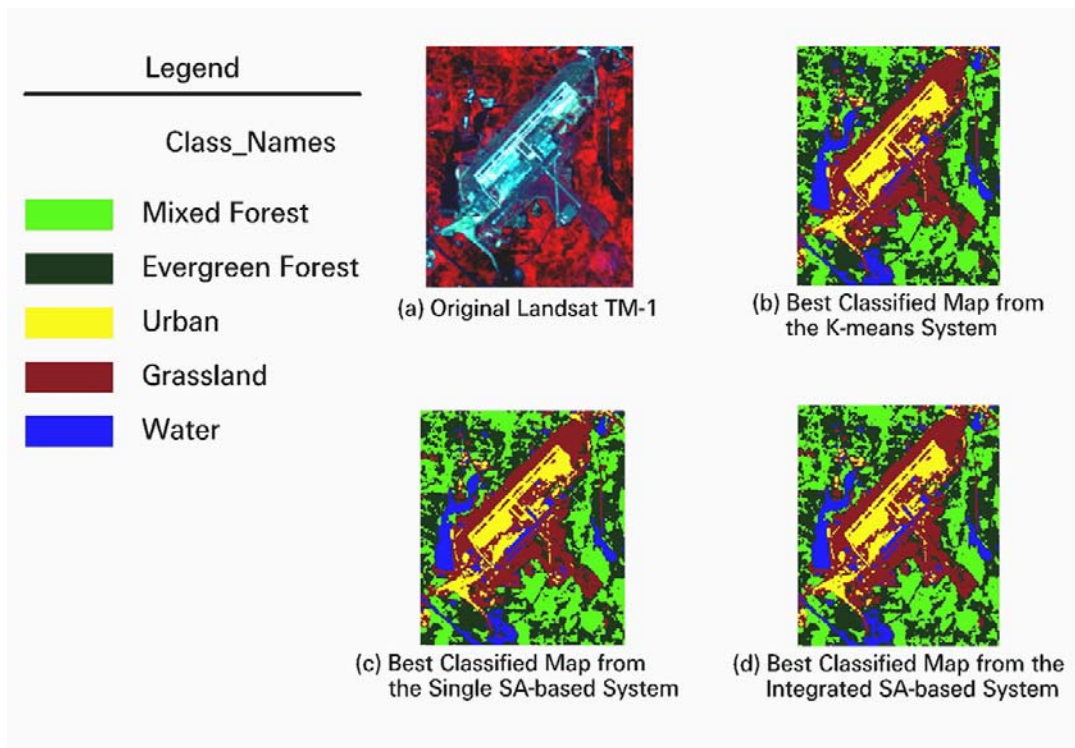 Legend
Class_Names
Mixed Forest
Evergreen Forest
Urban
Grassland
Water
(a) Original Landsat TM-1
(b) Best Classified Map from
the K-means System
(c) Best Classified Map from
the Single SA-based System
(d) Best Classified Map from the
Integrated SA-based System